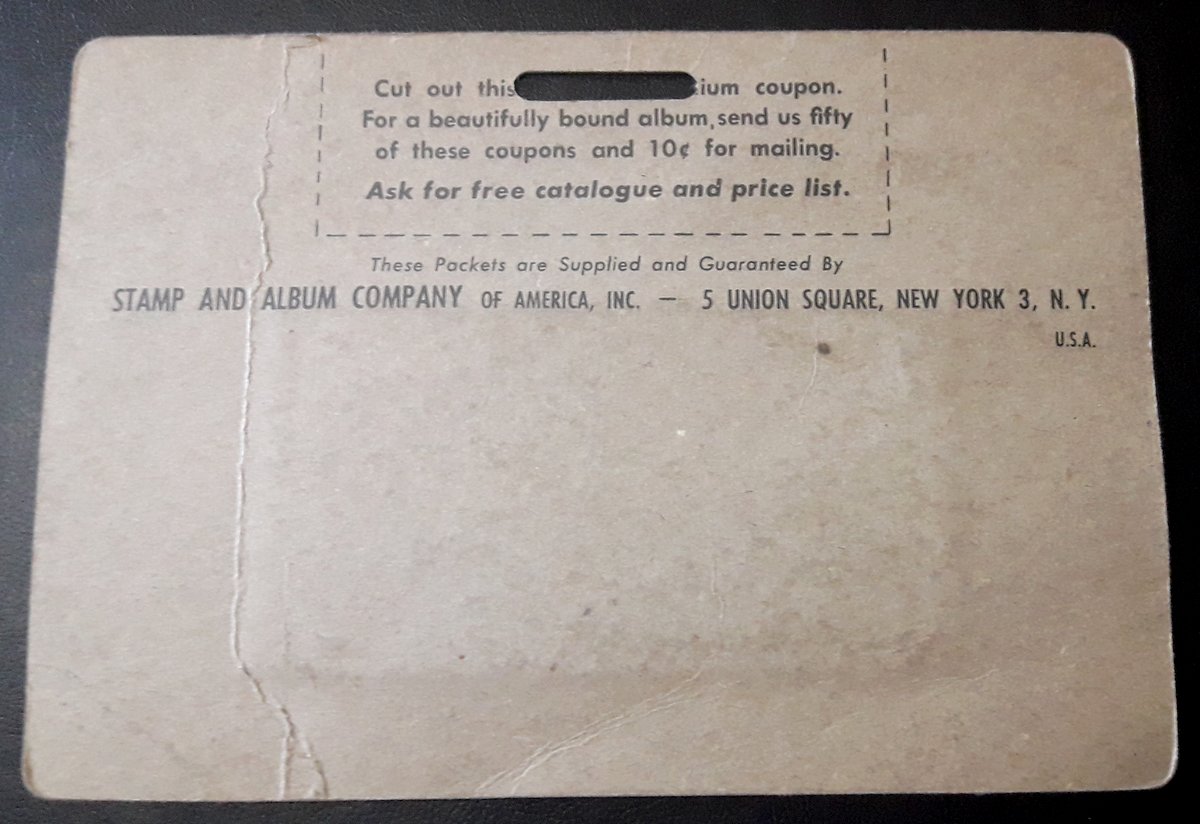 Cut out this coupon.
For a beautifully bound album, send us fifty
of these coupons and 10¢ for mailing.
Ask for free catalogue and price list.
These Packets are Supplied and Guaranteed By
STAMP AND ALBUM COMPANY OF AMERICA, INC. — 5 UNION SQUARE, NEW YORK 3, N. Y.
U.S.A.